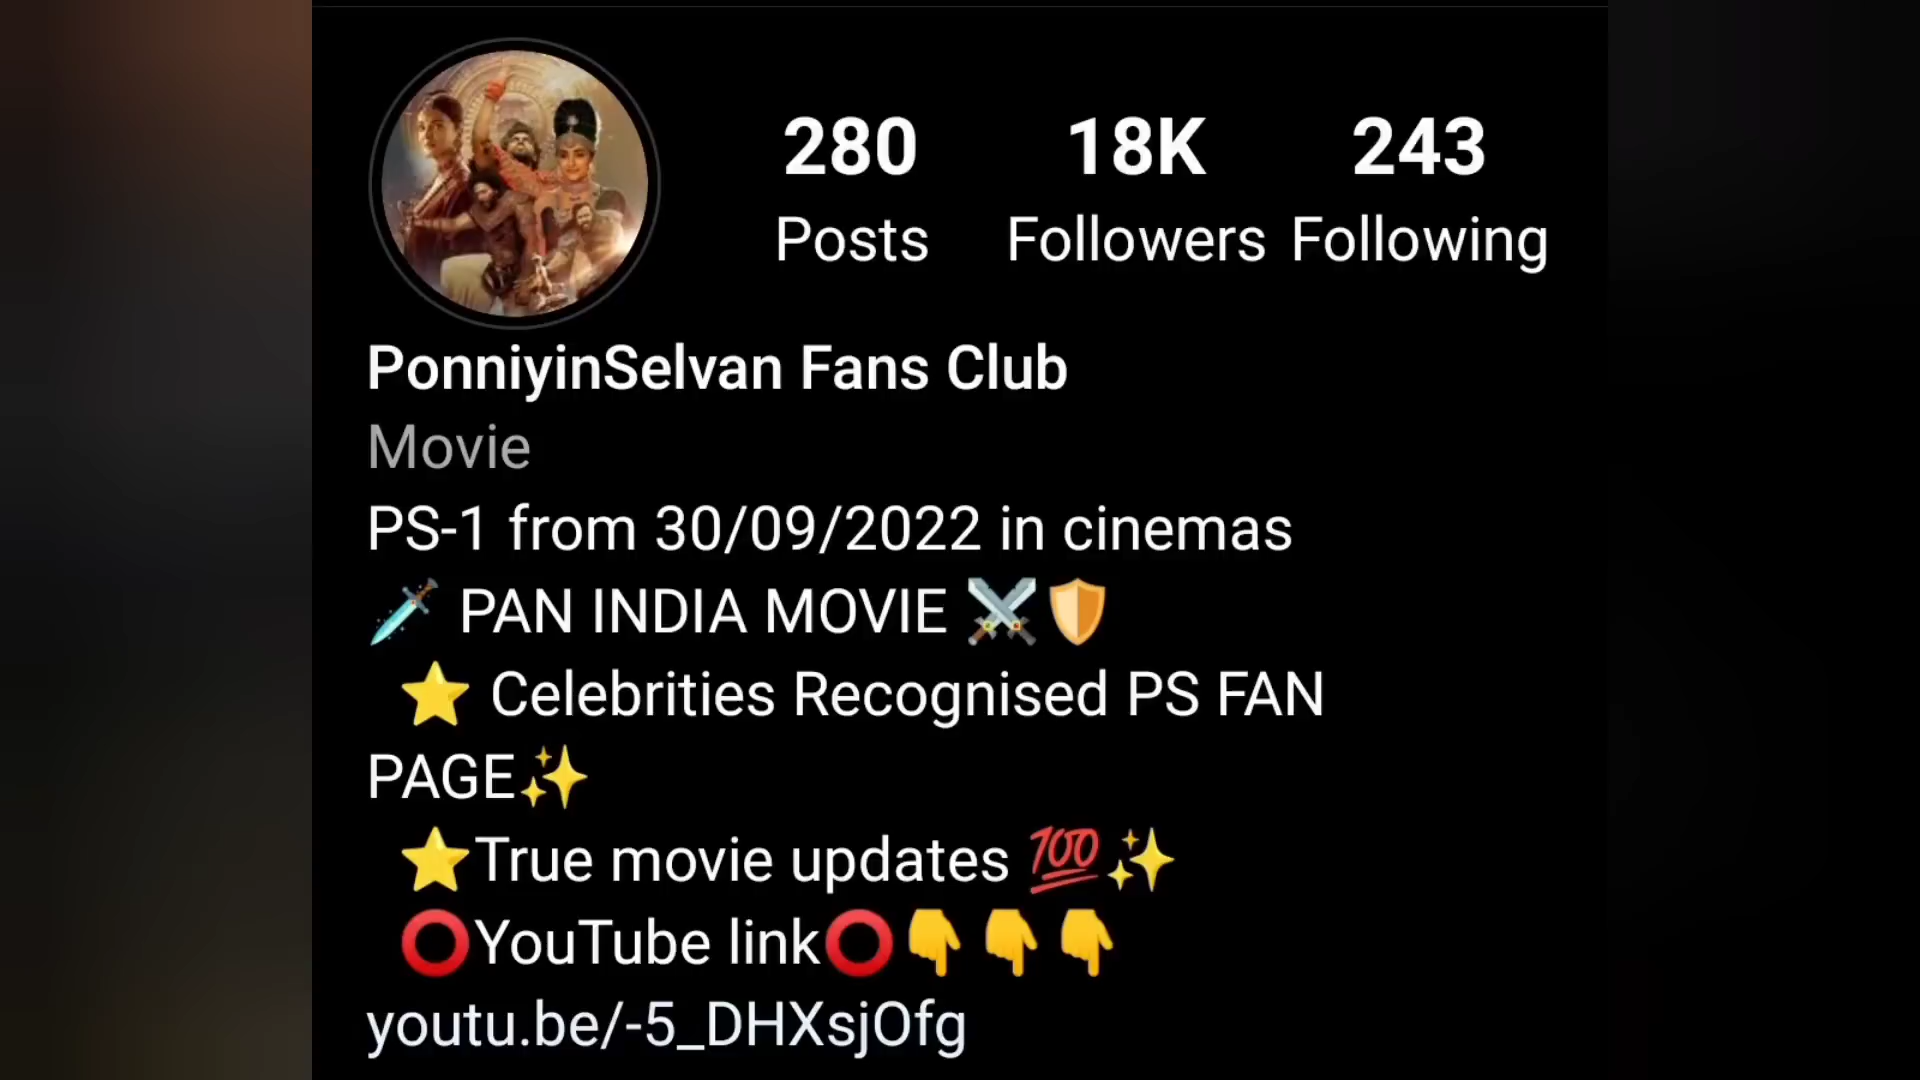 280 18K 243
Posts Followers Following
PonniyinSelvan Fans Club
Movie
PS-1 from 30/09/2022 in cinemas
🗡️ PAN INDIA MOVIE ⚔️🛡️
⭐ Celebrities Recognised PS FAN
PAGE✨
⭐True movie updates 💯✨
⭕YouTube link⭕👇👇👇
youtu.be/-5_DHXsjOfg